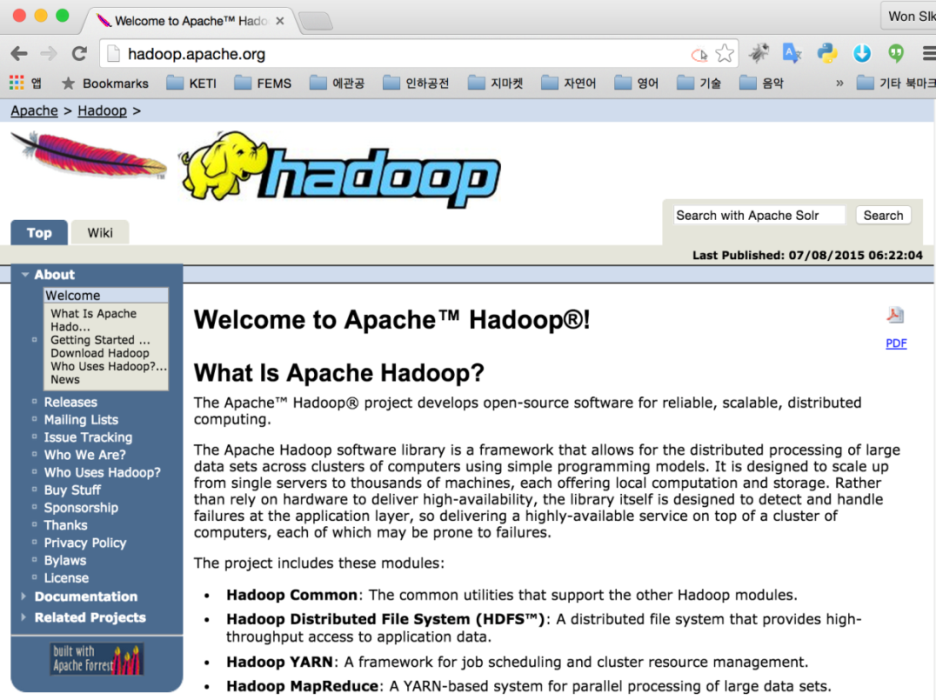 Welcome to Apache™ Hado
Won Slk
hadoop.apache.org
앱 Bookmarks KETI FEMS 에관공 인하공전 지마켓 자연어 영어 기술 음악 » 기타 북마크
Apache > Hadoop >
hadoop
Search with Apache Solr Search
Top Wiki
Last Published: 07/08/2015 06:22:04
About
Welcome
What Is Apache
Hado...
Getting Started ...
Download Hadoop
Who Uses Hadoop?...
News
Releases
Mailing Lists
Issue Tracking
Who We Are?
Who Uses Hadoop?
Buy Stuff
Sponsorship
Thanks
Privacy Policy
Bylaws
License
Documentation
Related Projects
built with
Apache Forrest
Welcome to Apache™ Hadoop®!
PDF
What Is Apache Hadoop?
The Apache™ Hadoop® project develops open-source software for reliable, scalable, distributed
computing.
The Apache Hadoop software library is a framework that allows for the distributed processing of large
data sets across clusters of computers using simple programming models. It is designed to scale up
from single servers to thousands of machines, each offering local computation and storage. Rather
than rely on hardware to deliver high-availability, the library itself is designed to detect and handle
failures at the application layer, so delivering a highly-available service on top of a cluster of
computers, each of which may be prone to failures.
The project includes these modules:
• Hadoop Common: The common utilities that support the other Hadoop modules.
• Hadoop Distributed File System (HDFS™): A distributed file system that provides high-
throughput access to application data.
• Hadoop YARN: A framework for job scheduling and cluster resource management.
• Hadoop MapReduce: A YARN-based system for parallel processing of large data sets.